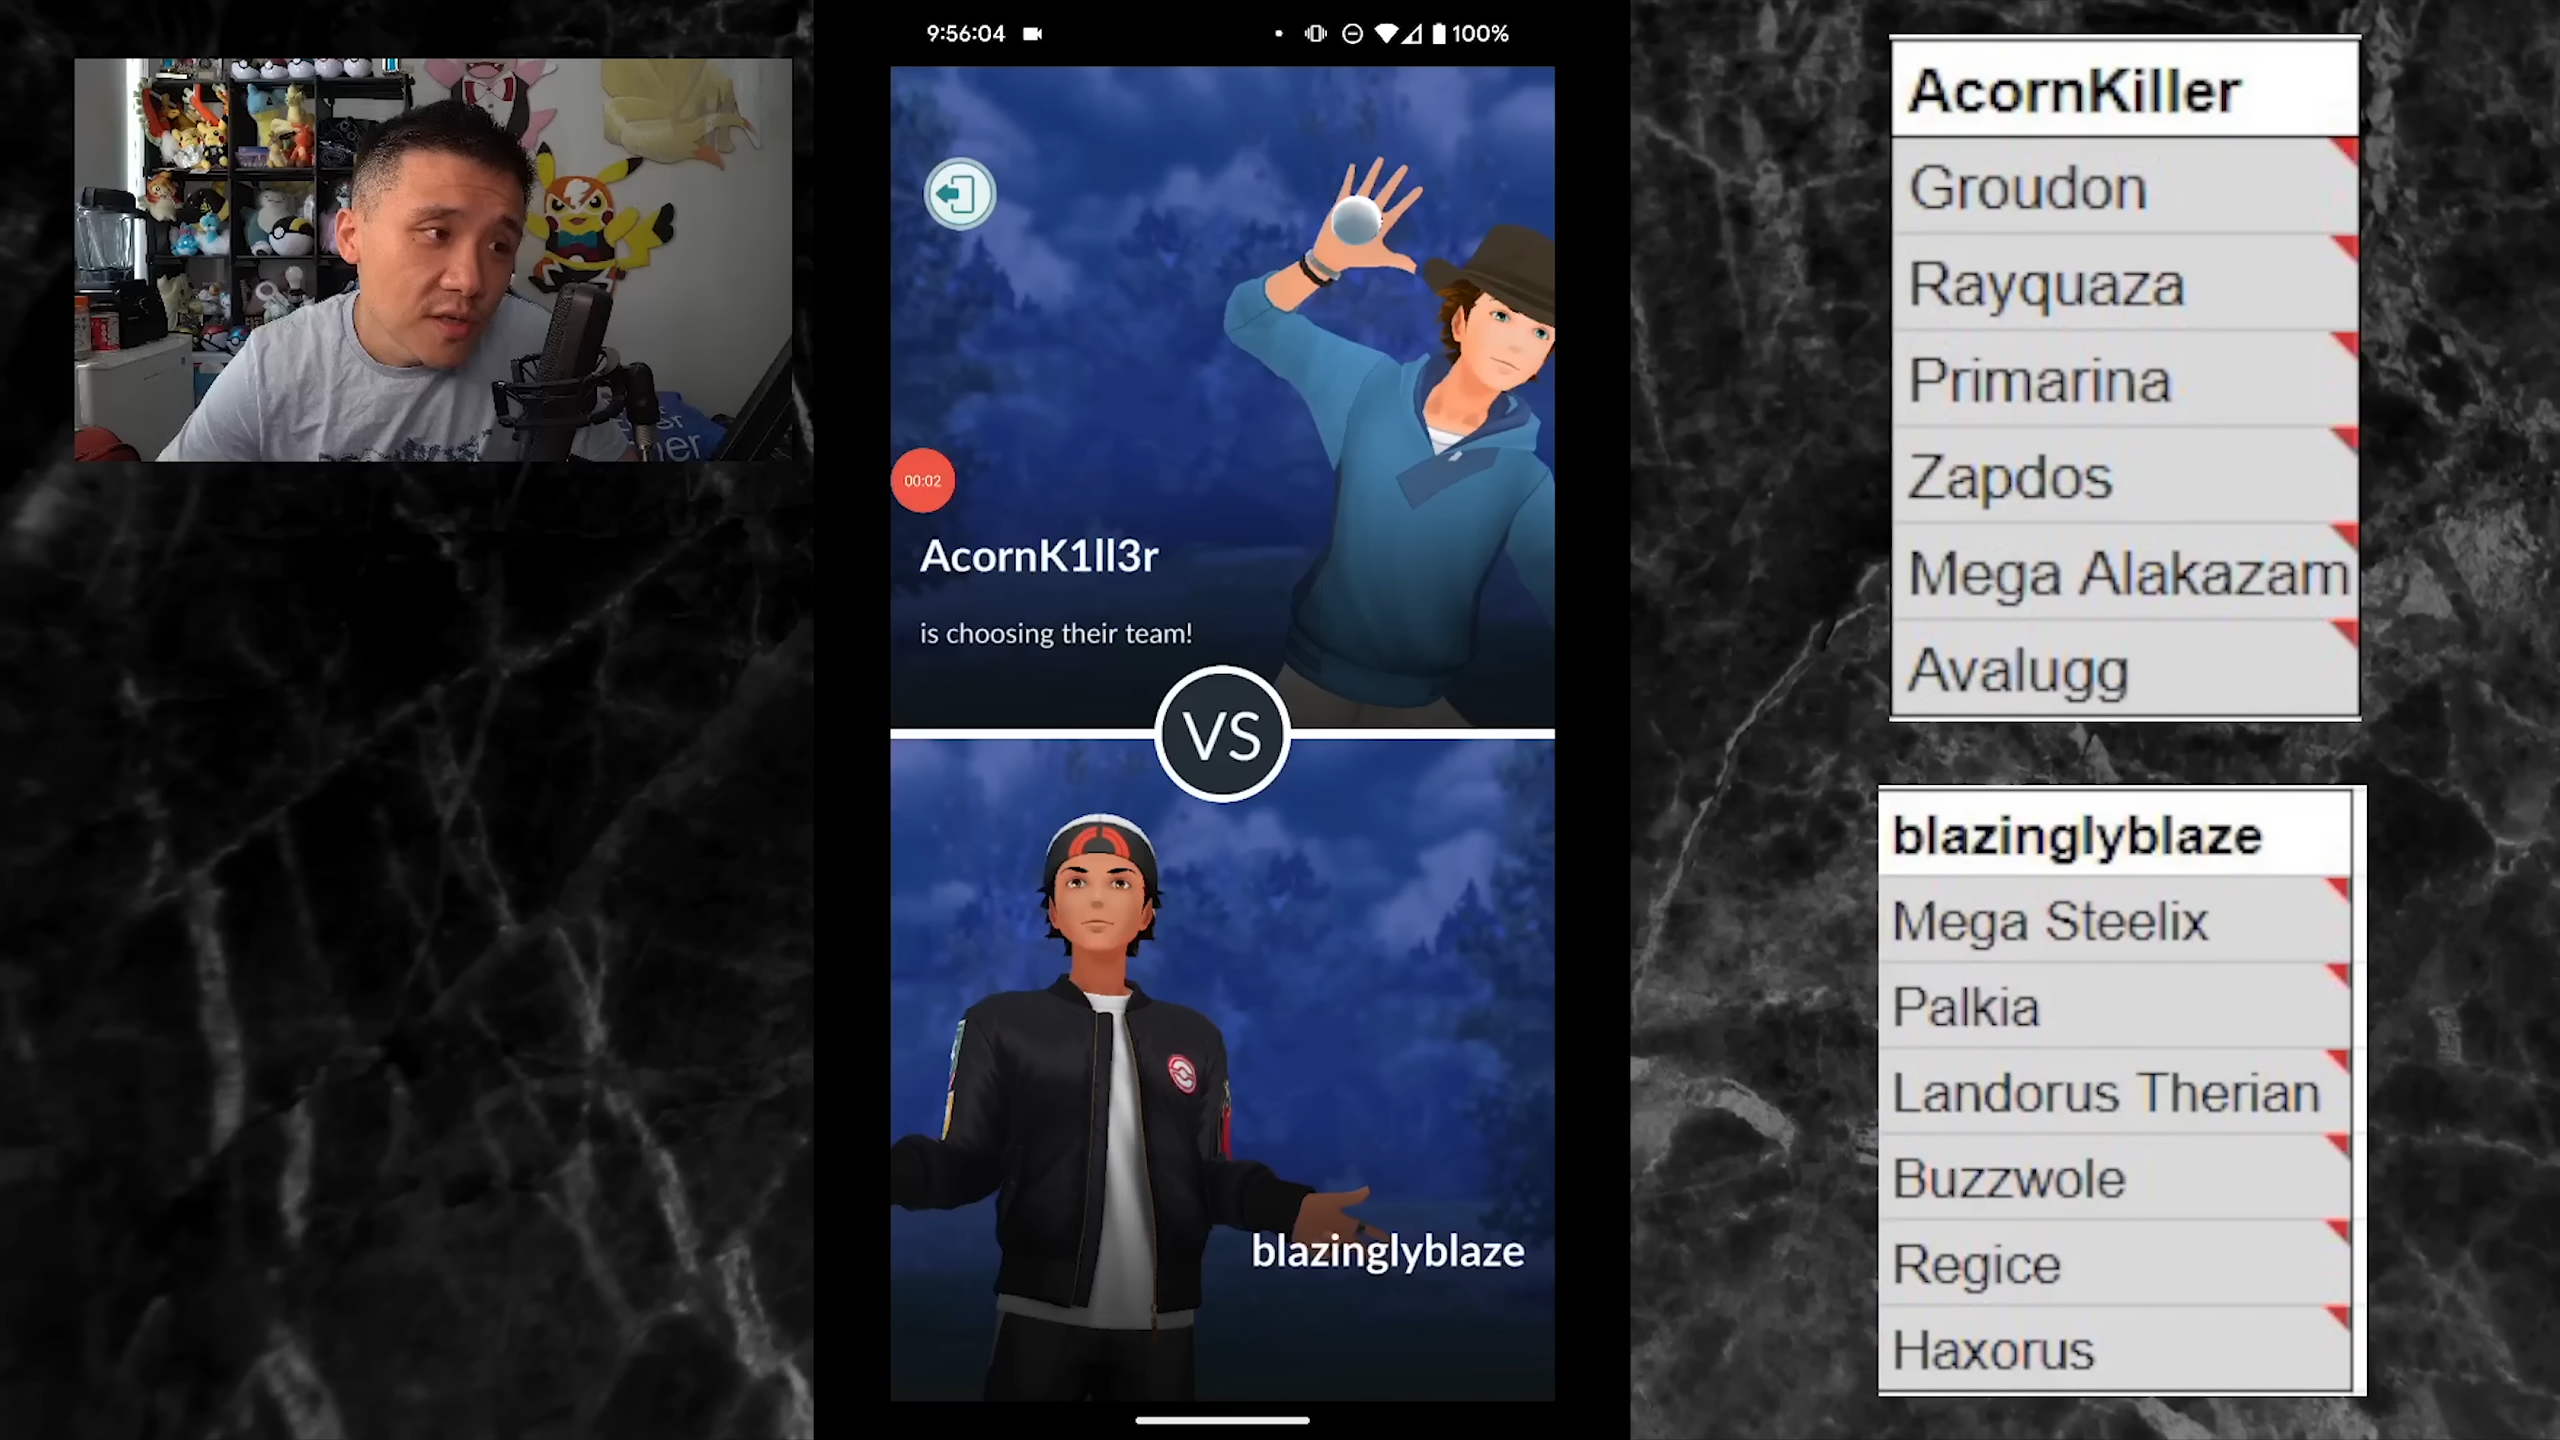 9:56:04
100%
00:02
AcornK1ll3r
is choosing their team!
VS
blazinglyblaze
AcornKiller
Groudon
Rayquaza
Primarina
Zapdos
Mega Alakazam
Avalugg
blazinglyblaze
Mega Steelix
Palkia
Landorus Therian
Buzzwole
Regice
Haxorus